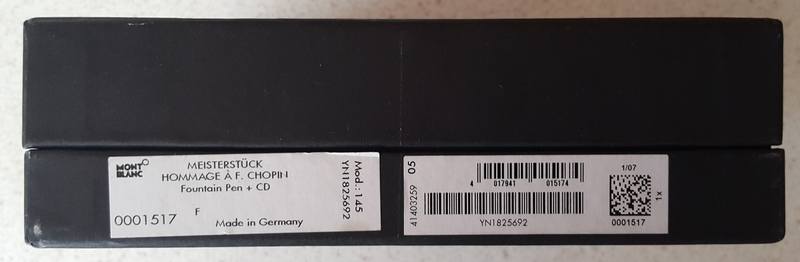 MONT
BLANC
MEISTERSTÜCK
HOMMAGE À F. CHOPIN
Fountain Pen + CD
0001517
F
Made in Germany
Mod.: 145
YN1825692
41403259 05
4 017941 015174
YN1825692
1/07
0001517
1x